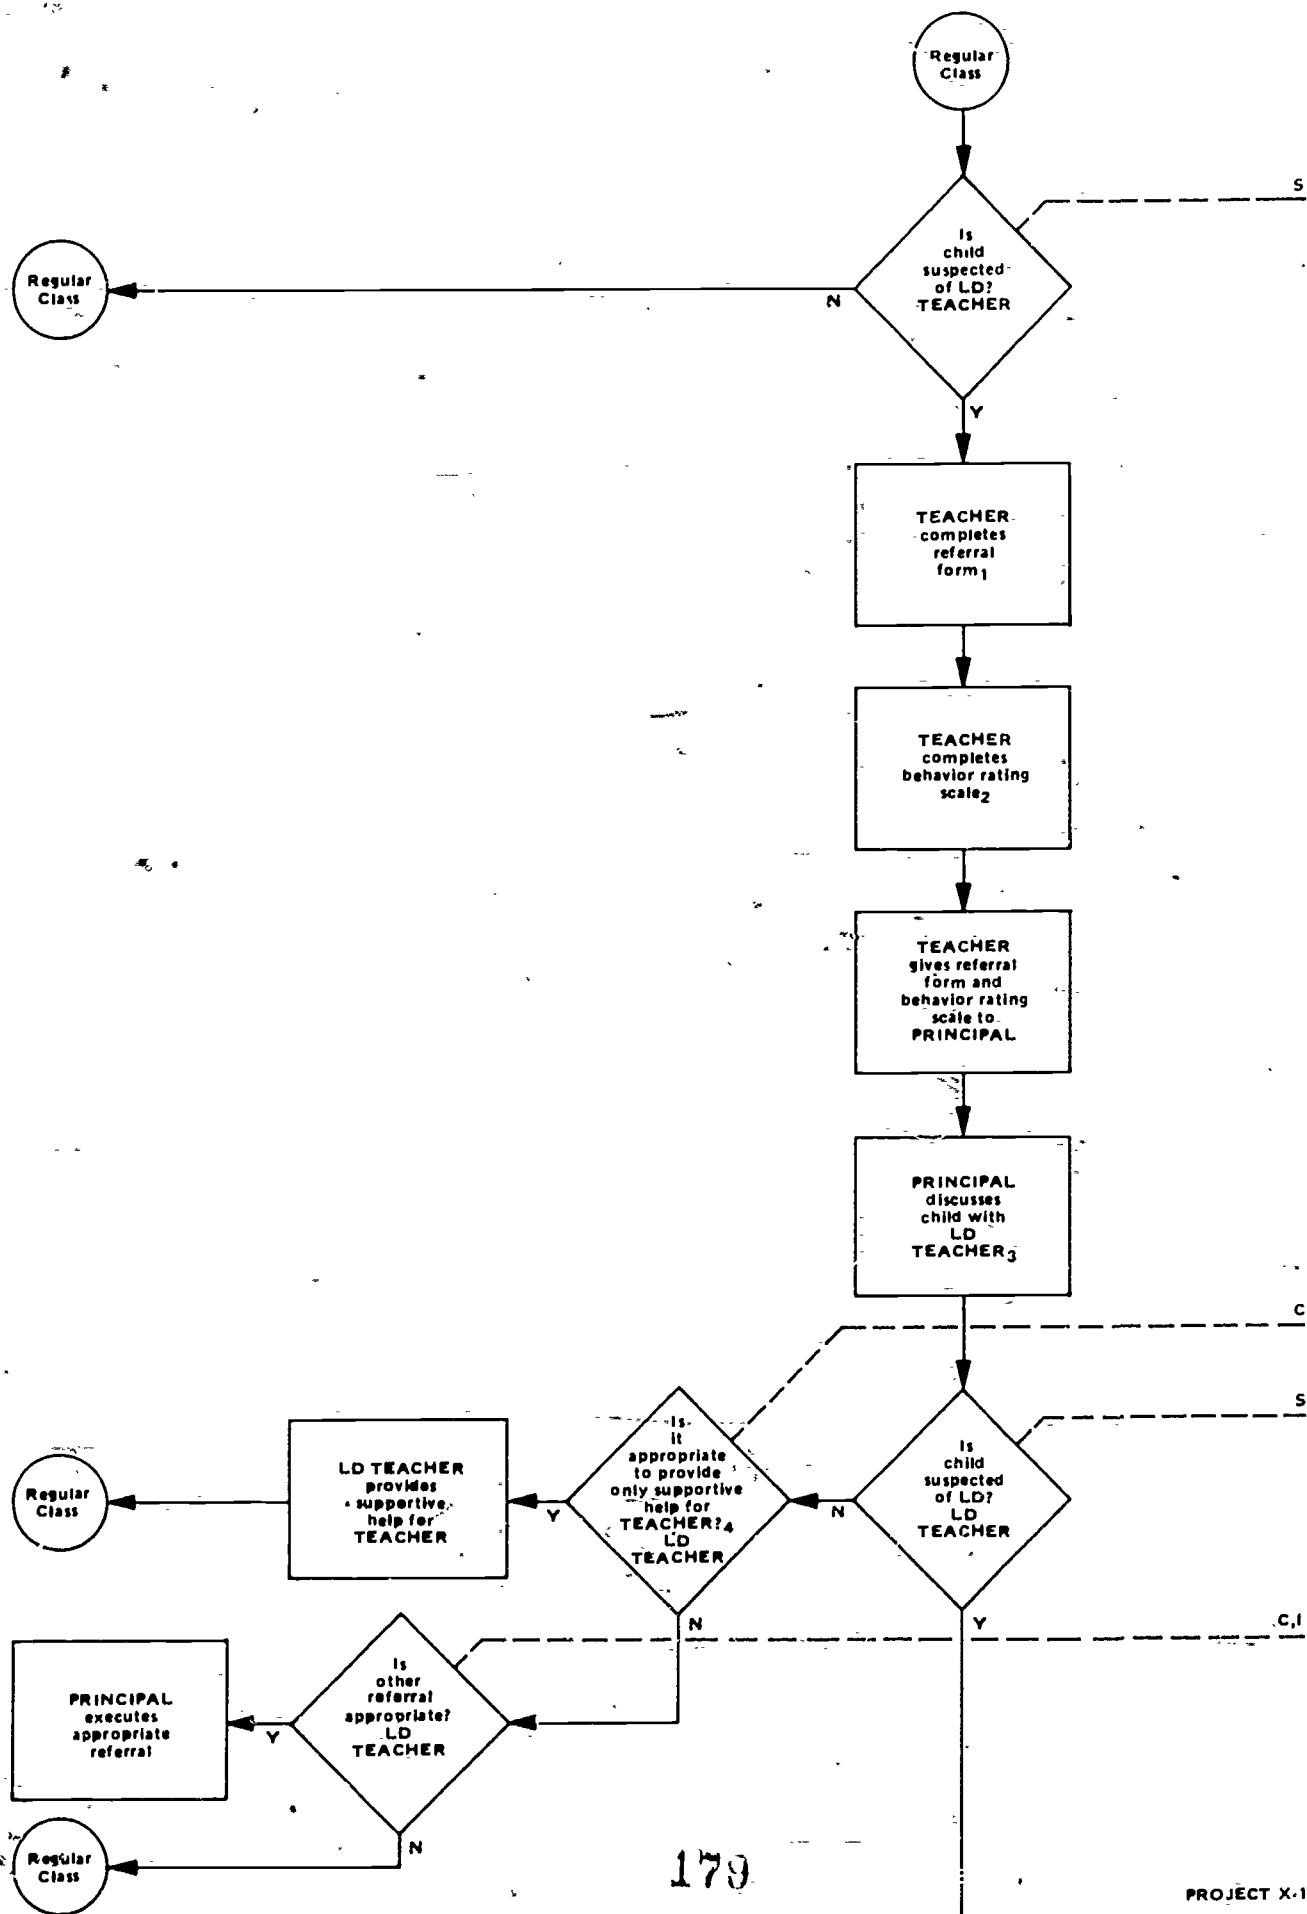 Regular
Class
S
Is
child
suspected
of LD?
TEACHER
Regular
Class
N
Y
TEACHER
completes
referral
form1
TEACHER
completes
behavior rating
scale2
TEACHER
gives referral
form and
behavior rating
scale to
PRINCIPAL
PRINCIPAL
discusses
child with
LD
TEACHER3
C
S
Is
child
suspected
of LD?
LD
TEACHER
N
Y
Is
it
appropriate
to provide
only supportive
help for
TEACHER?4
LD
TEACHER
Y
N
LD TEACHER
provides
supportive
help for
TEACHER
Regular
Class
C,I
Is
other
referral
appropriate?
LD
TEACHER
Y
N
PRINCIPAL
executes
appropriate
referral
Regular
Class
179
PROJECT X-1